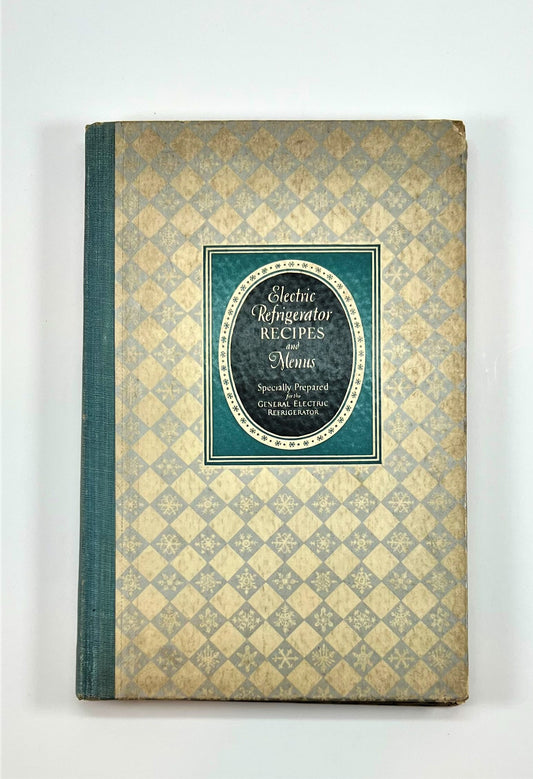 Electric
Refrigerator
RECIPES
and
Menus
Specially Prepared
for the
GENERAL ELECTRIC
REFRIGERATOR